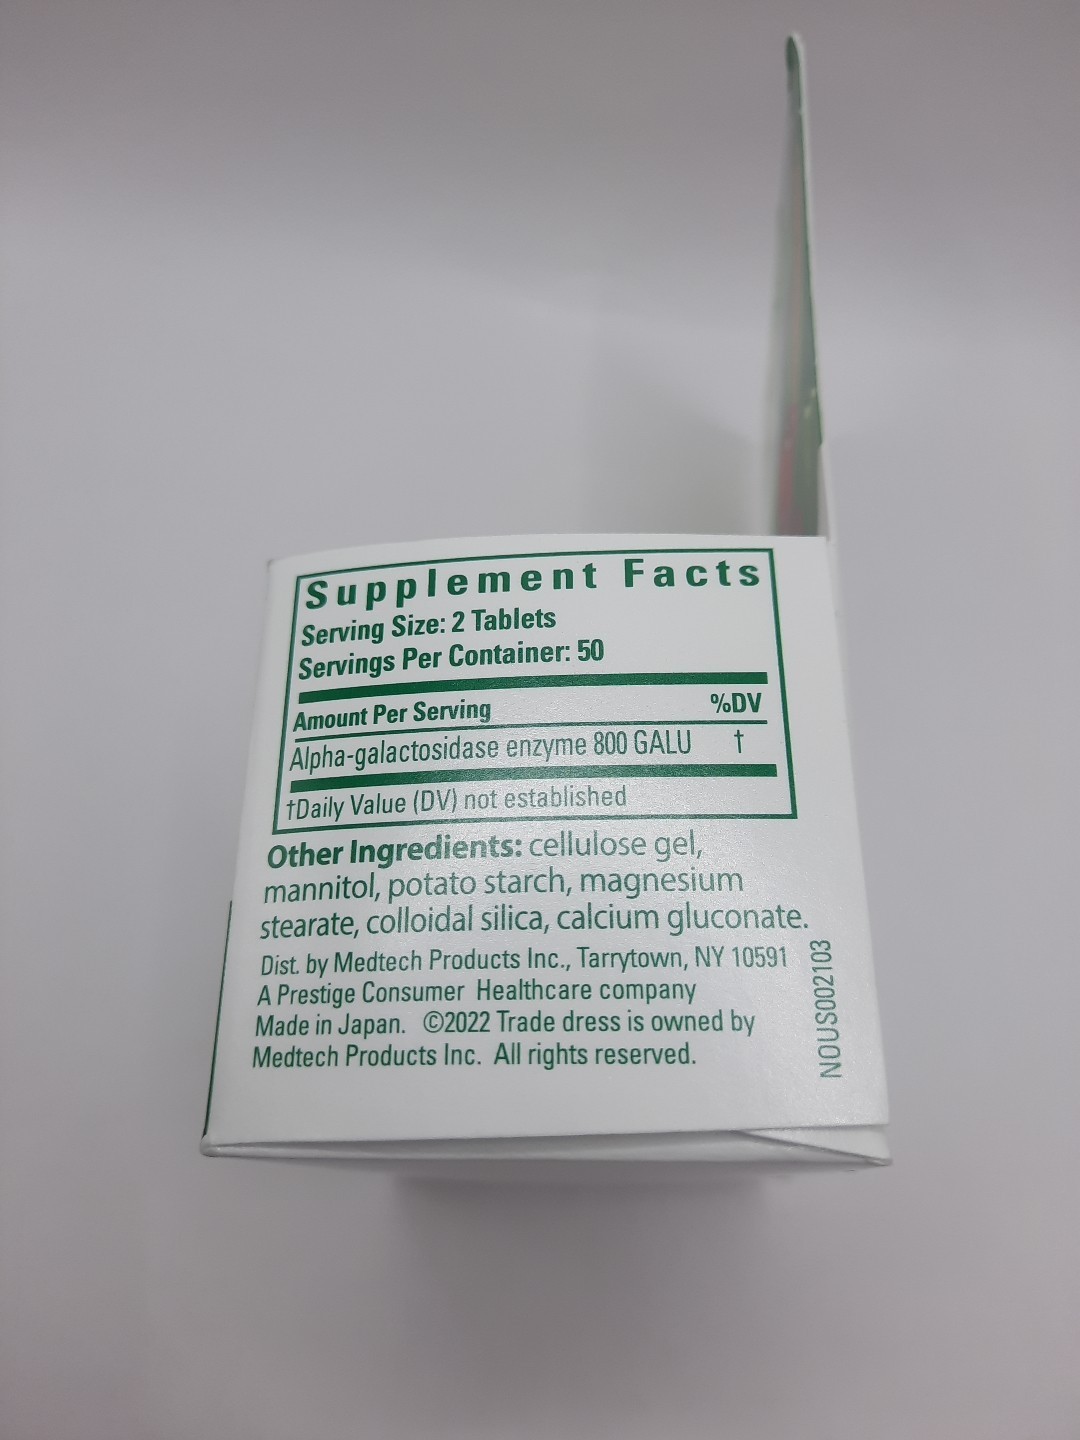 Supplement Facts
Serving Size: 2 Tablets
Servings Per Container: 50
Amount Per Serving %DV
Alpha-galactosidase enzyme 800 GALU †
†Daily Value (DV) not established
Other Ingredients: cellulose gel,
mannitol, potato starch, magnesium
stearate, colloidal silica, calcium gluconate.
Dist. by Medtech Products Inc., Tarrytown, NY 10591
A Prestige Consumer Healthcare company
Made in Japan. ©2022 Trade dress is owned by
Medtech Products Inc. All rights reserved.
NOUS002103